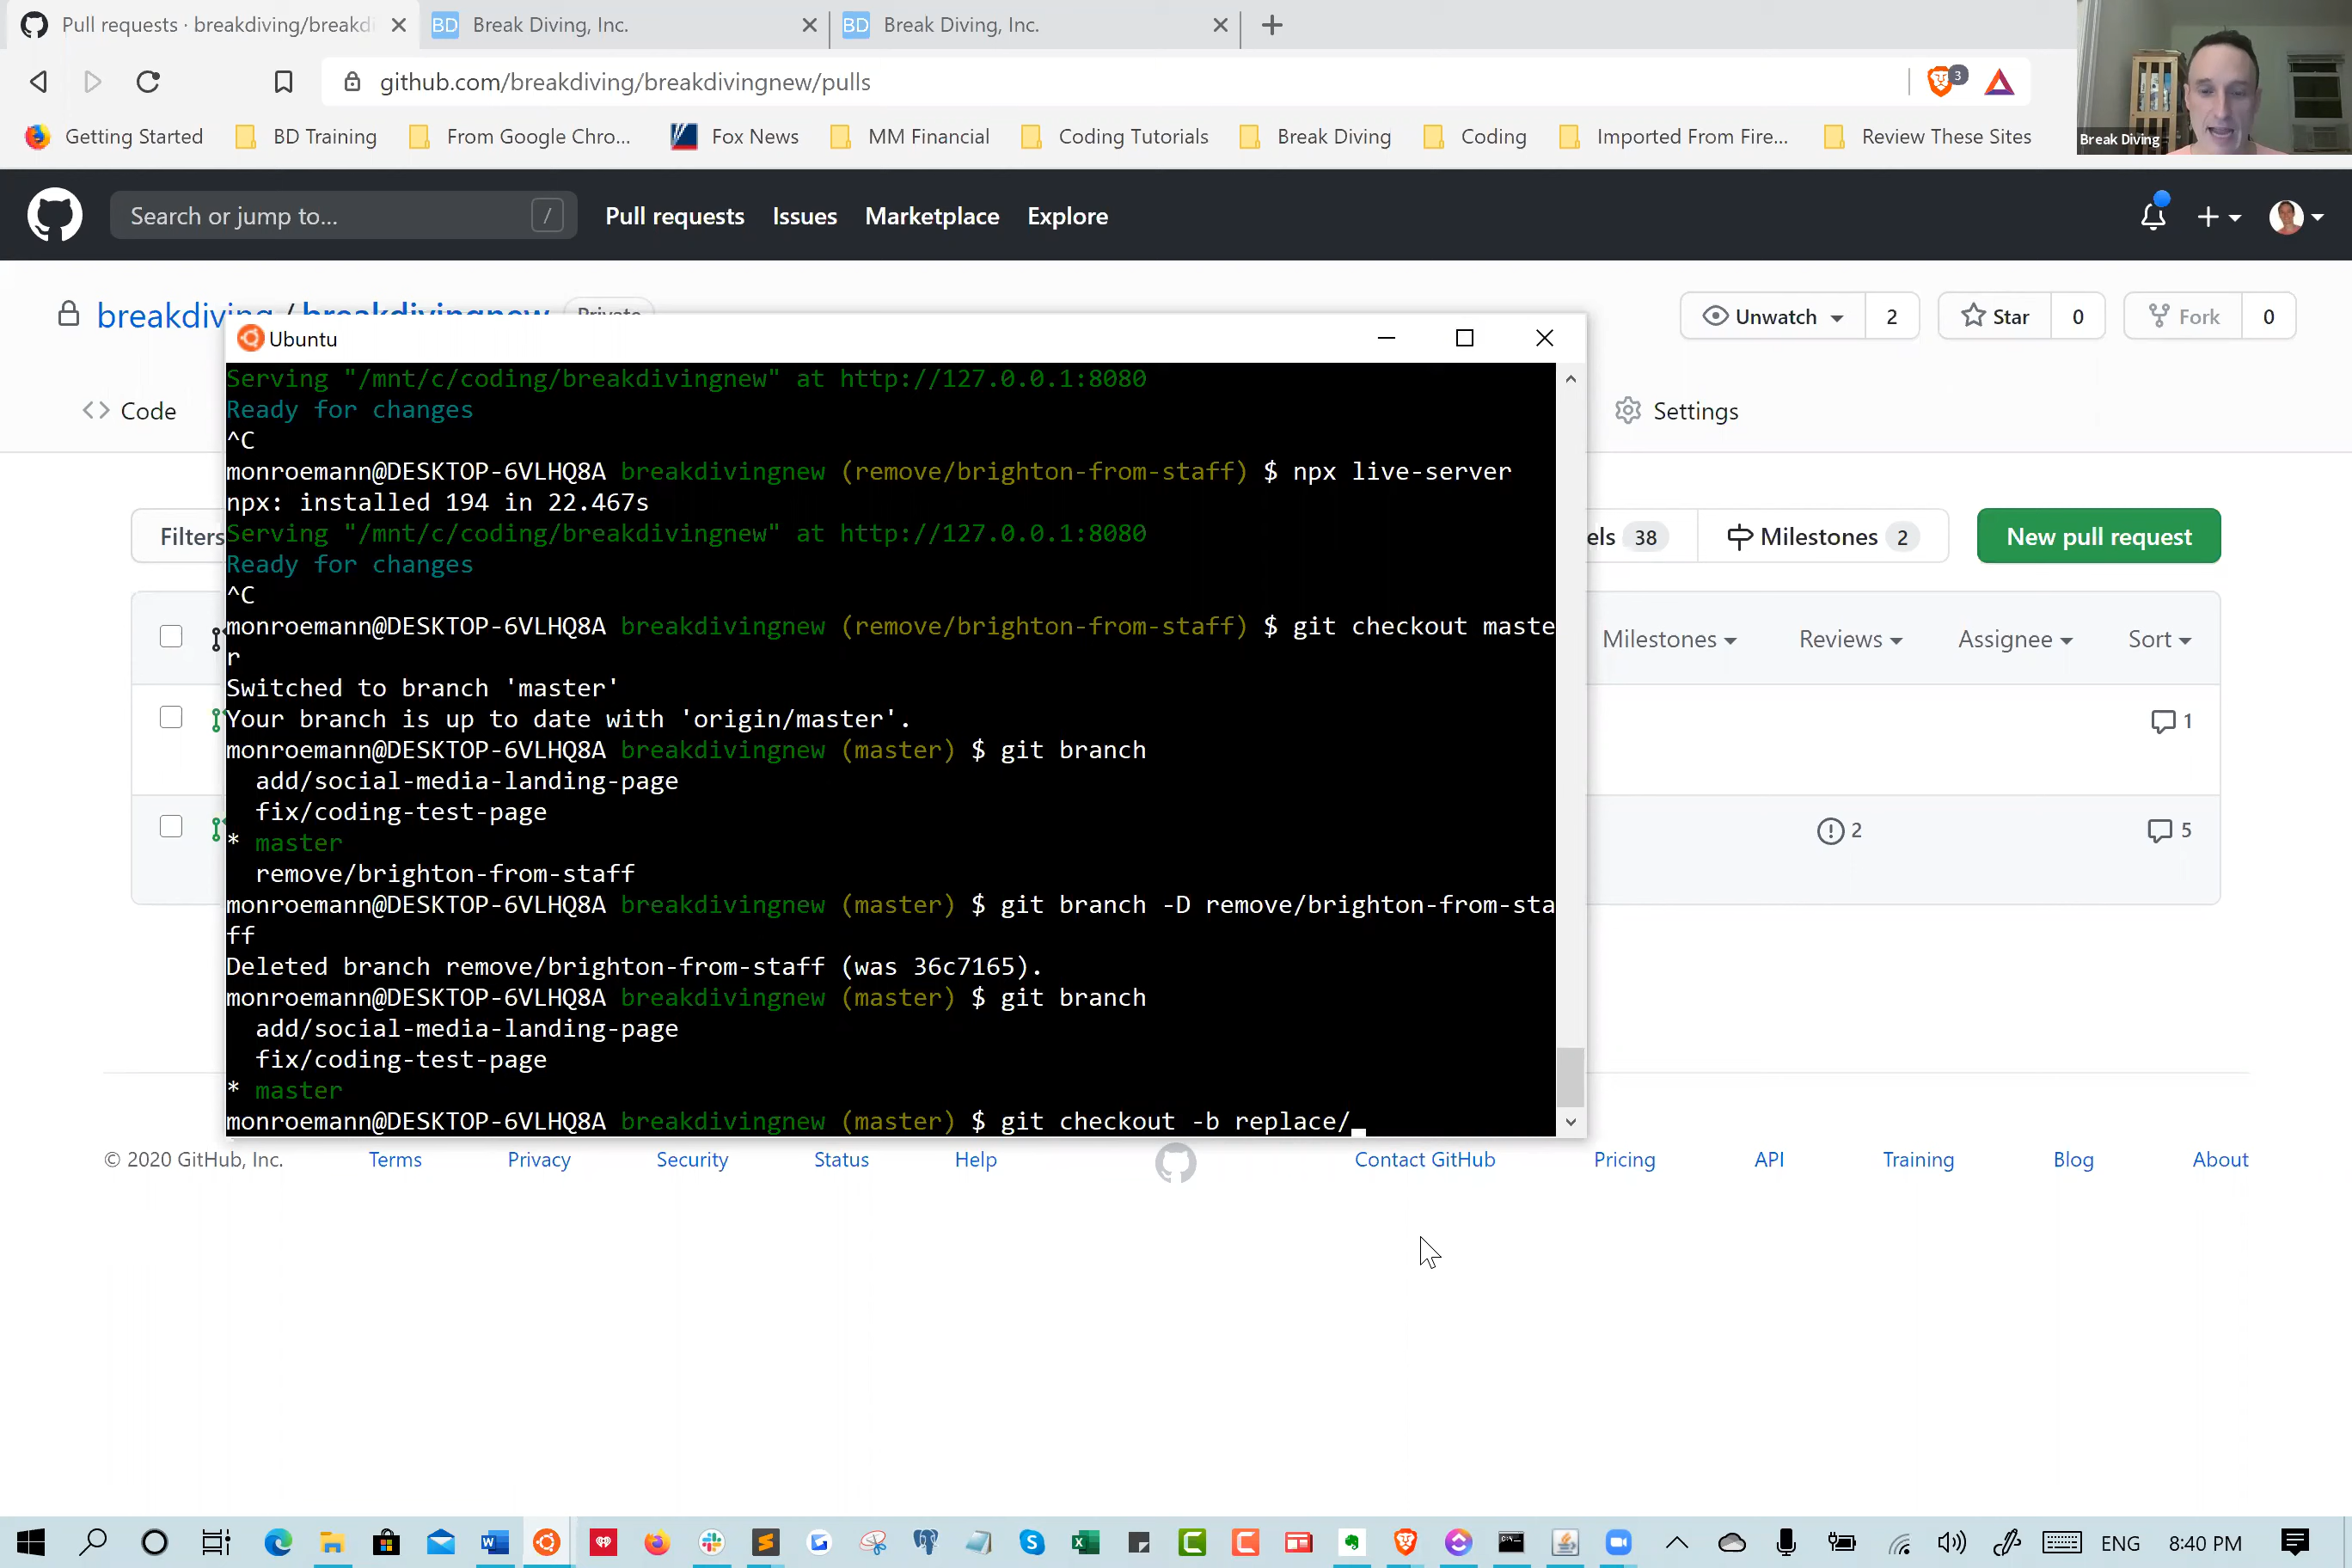 Pull requests · breakdiving/breakdi
BD Break Diving, Inc.
BD Break Diving, Inc.
github.com/breakdiving/breakdivingnew/pulls
3
Getting Started
BD Training
From Google Chro...
Fox News
MM Financial
Coding Tutorials
Break Diving
Coding
Imported From Fire...
Review These Sites
Break Diving
Search or jump to...
/
Pull requests
Issues
Marketplace
Explore
breakdiving / breakdivingnew
Private
Unwatch
2
Star
0
Fork
0
Ubuntu
Code
Settings
Serving "/mnt/c/coding/breakdivingnew" at http://127.0.0.1:8080
Ready for changes
^C
monroemann@DESKTOP-6VLHQ8A breakdivingnew (remove/brighton-from-staff) $ npx live-server
npx: installed 194 in 22.467s
Serving "/mnt/c/coding/breakdivingnew" at http://127.0.0.1:8080
Ready for changes
^C
monroemann@DESKTOP-6VLHQ8A breakdivingnew (remove/brighton-from-staff) $ git checkout maste
r
Switched to branch 'master'
Your branch is up to date with 'origin/master'.
monroemann@DESKTOP-6VLHQ8A breakdivingnew (master) $ git branch
add/social-media-landing-page
fix/coding-test-page
* master
remove/brighton-from-staff
monroemann@DESKTOP-6VLHQ8A breakdivingnew (master) $ git branch -D remove/brighton-from-sta
ff
Deleted branch remove/brighton-from-staff (was 36c7165).
monroemann@DESKTOP-6VLHQ8A breakdivingnew (master) $ git branch
add/social-media-landing-page
fix/coding-test-page
* master
monroemann@DESKTOP-6VLHQ8A breakdivingnew (master) $ git checkout -b replace/
Filters
els 38
Milestones 2
New pull request
Milestones
Reviews
Assignee
Sort
1
2
5
© 2020 GitHub, Inc.
Terms
Privacy
Security
Status
Help
Contact GitHub
Pricing
API
Training
Blog
About
ENG
8:40 PM